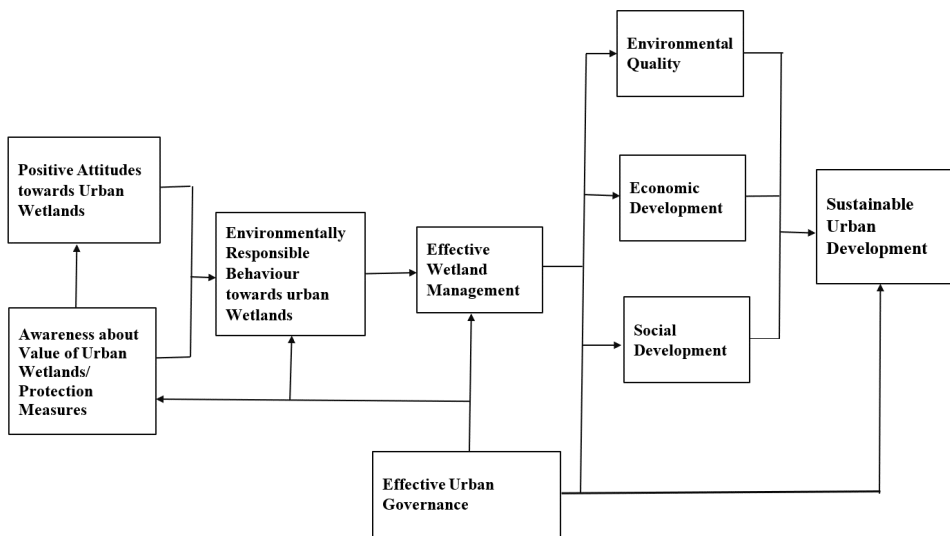 Positive Attitudes
towards Urban
Wetlands
Awareness about
Value of Urban
Wetlands/
Protection
Measures
Environmentally
Responsible
Behaviour
towards urban
Wetlands
Effective
Wetland
Management
Effective Urban
Governance
Environmental
Quality
Economic
Development
Social
Development
Sustainable
Urban
Development